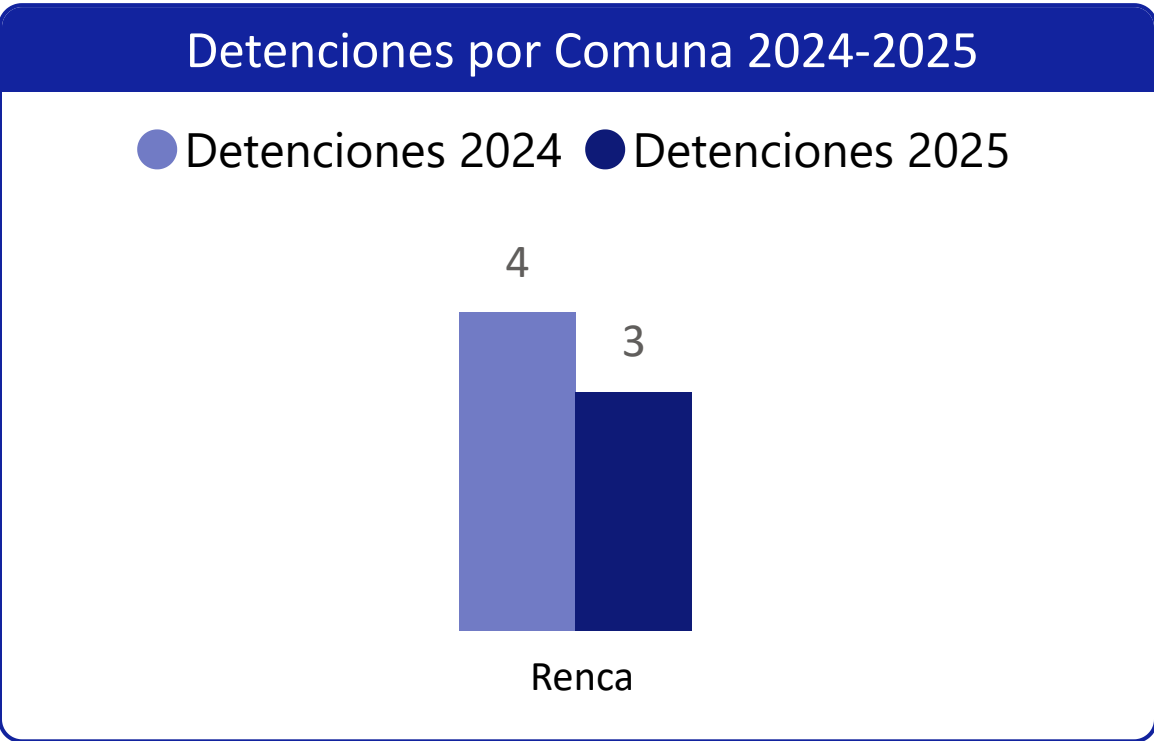 Detenciones por Comuna 2024-2025
Detenciones 2024 Detenciones 2025
4
3
Renca